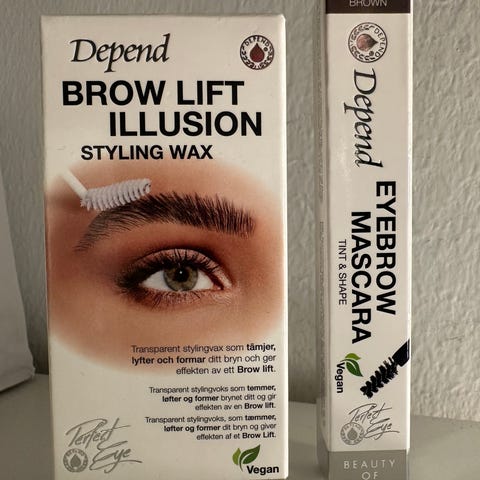 Depend
DEPEND
BROW LIFT
ILLUSION
STYLING WAX
Transparent stylingvax som tämjer,
lyfter och formar ditt bryn och ger
effekten av ett Brow lift.
Transparent stylingvoks som temmer,
løfter og former brynet ditt og gir
effekten av en Brow lift.
Transparent stylingvoks, som tæmmer,
løfter og former dit bryn og giver
effekten af et Brow Lift.
Perfect
Eye
Vegan
BROWN
DEPEND
Depend
EYEBROW
MASCARA
TINT & SHAPE
Vegan
Perfect
Eye
BEAUTY
OF